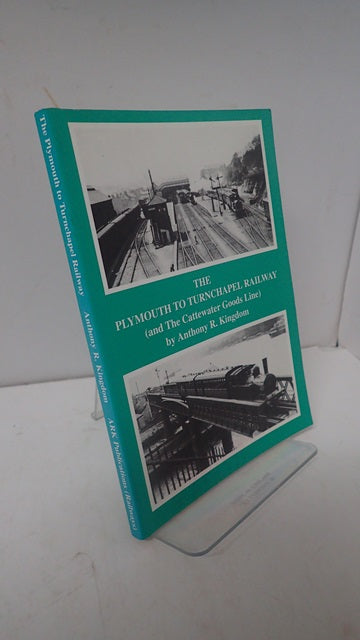 The Plymouth to Turnchapel Railway Anthony R. Kingdom ARK Publications (Railways)
THE
PLYMOUTH TO TURNCHAPEL RAILWAY
(and The Cattewater Goods Line)
by Anthony R. Kingdom